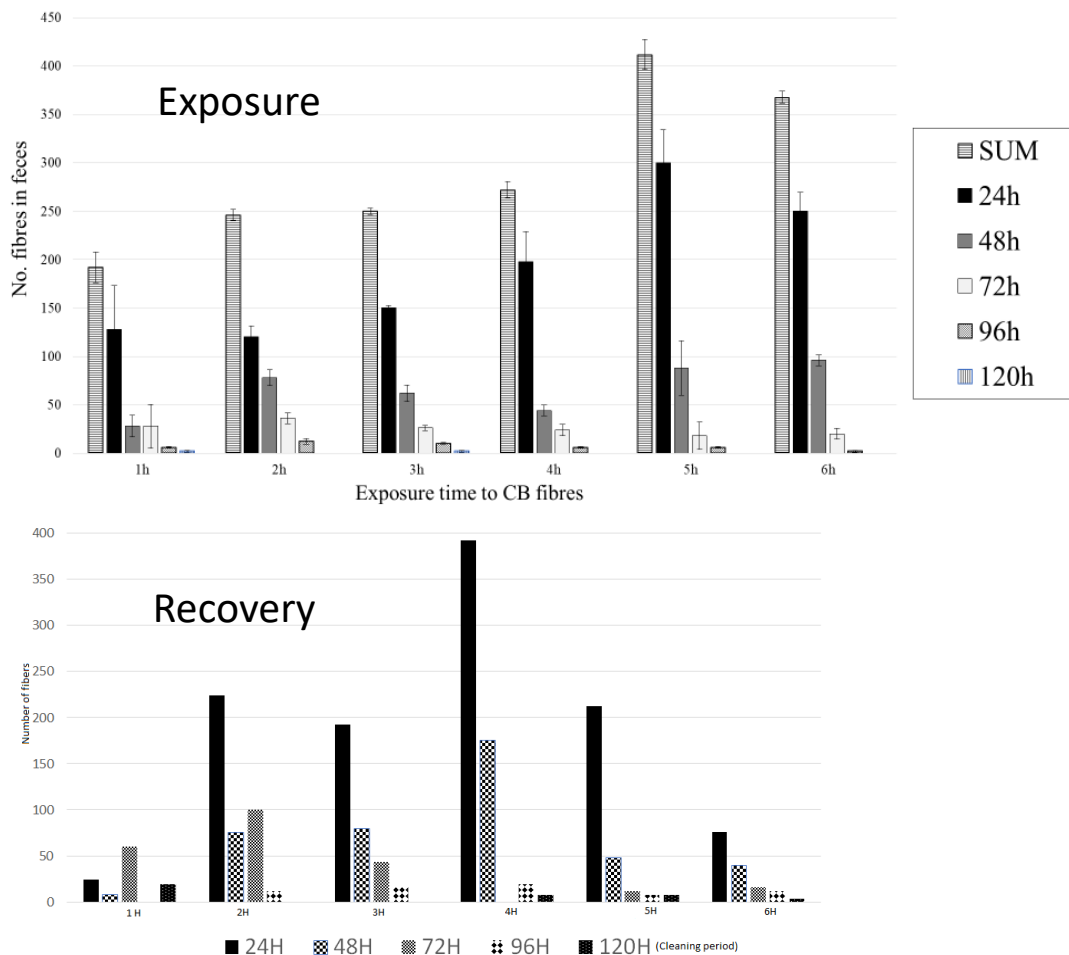 450
400
350
300
250
200
150
100
50
0
No. fibres in feces
Exposure
1h 2h 3h 4h 5h 6h
Exposure time to CB fibres
SUM
24h
48h
72h
96h
120h
400
350
300
250
200
150
100
50
0
Number of fibers
Recovery
1 H 2H 3H 4H 5H 6H
24H 48H 72H 96H 120H (Cleaning period)